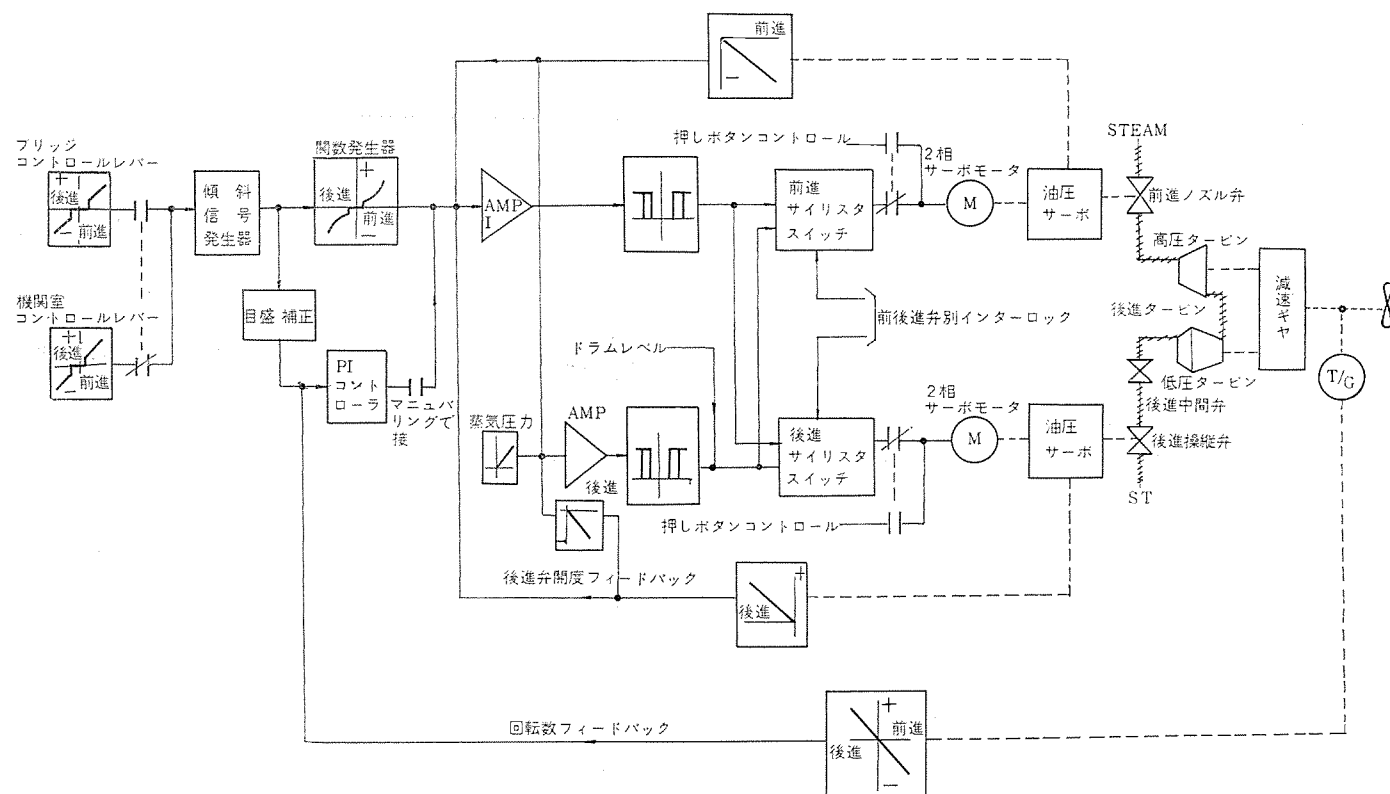 前進
−
ブリッジ
コントロールレバー
+
後進
−
前進
傾斜
信号
発生器
関数発生器
+
後進
前進
−
AMP
I
押しボタンコントロール
前進
サイリスタ
スイッチ
2相
サーボモータ
M
油圧
サーボ
STEAM
前進ノズル弁
高圧タービン
後進タービン
低圧タービン
後進中間弁
後進操縦弁
ST
減速ギヤ
T/G
機関室
コントロールレバー
+
後進
−
前進
目盛補正
PI
コント
ローラ
マニュバ
リングで
接
ドラムレベル
前後進弁別インターロック
蒸気圧力
AMP
後進
後進
サイリスタ
スイッチ
2相
サーボモータ
M
油圧
サーボ
押しボタンコントロール
後進弁開度フィードバック
+
後進
回転数フィードバック
+
前進
後進
−